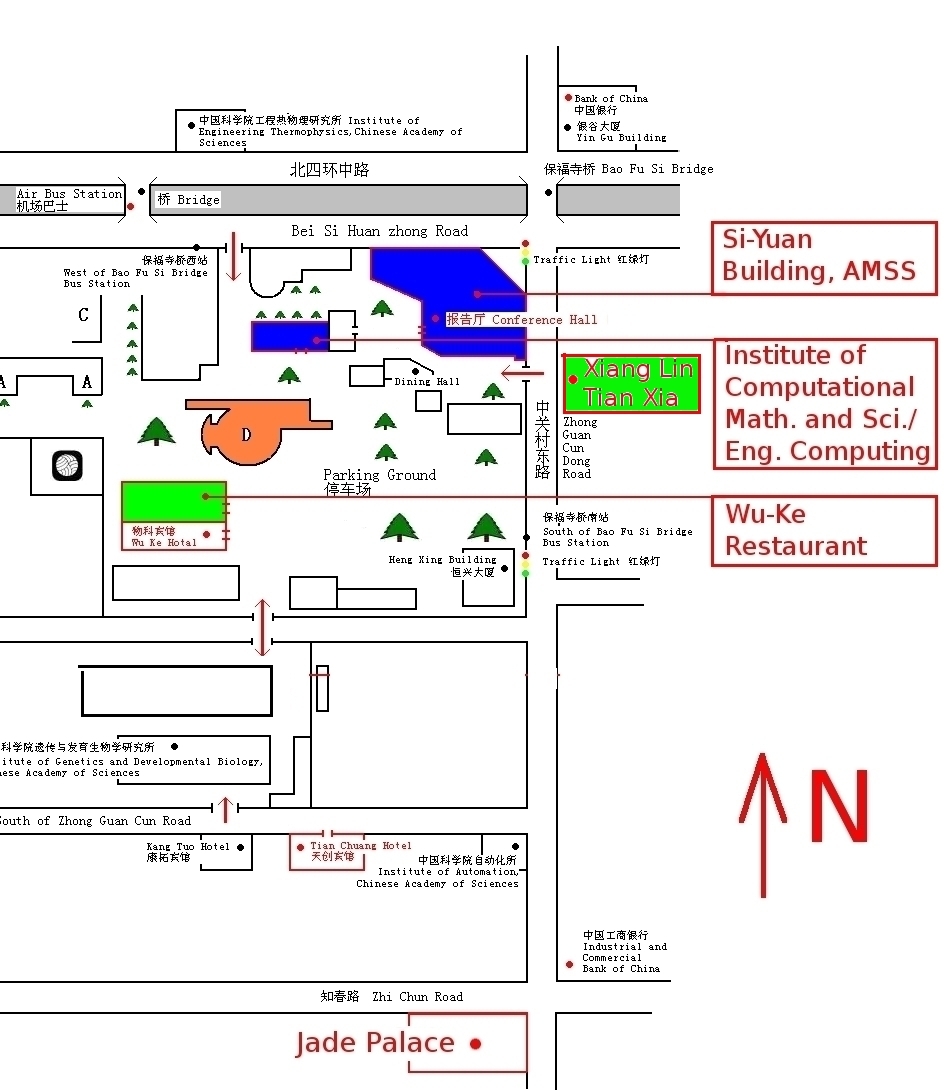 Bank of China
中国银行
银谷大厦
Yin Gu Building
中国科学院工程热物理研究所 Institute of
Engineering Thermophysics,Chinese Academy of
Sciences
北四环中路
保福寺桥 Bao Fu Si Bridge
Air Bus Station
机场巴士
桥 Bridge
Bei Si Huan zhong Road
Si-Yuan
Building, AMSS
保福寺桥西站
West of Bao Fu Si Bridge
Bus Station
Traffic Light 红绿灯
C
报告厅 Conference Hall
Institute of
Computational
Math. and Sci./
Eng. Computing
Xiang Lin
Tian Xia
A
A
Dining Hall
中关村东路
Zhong
Guan
Cun
Dong
Road
D
Parking Ground
停车场
Wu-Ke
Restaurant
物科宾馆
Wu Ke Hotal
保福寺桥南站
South of Bao Fu Si Bridge
Bus Station
Heng Xing Building
恒兴大厦
Traffic Light 红绿灯
科学院遗传与发育生物学研究所
itute of Genetics and Developmental Biology,
nese Academy of Sciences
N
South of Zhong Guan Cun Road
Kang Tuo Hotel
康拓宾馆
Tian Chuang Hotel
天创宾馆
中国科学院自动化所
Institute of Automation,
Chinese Academy of Sciences
中国工商银行
Industrial and
Commercial
Bank of China
知春路 Zhi Chun Road
Jade Palace